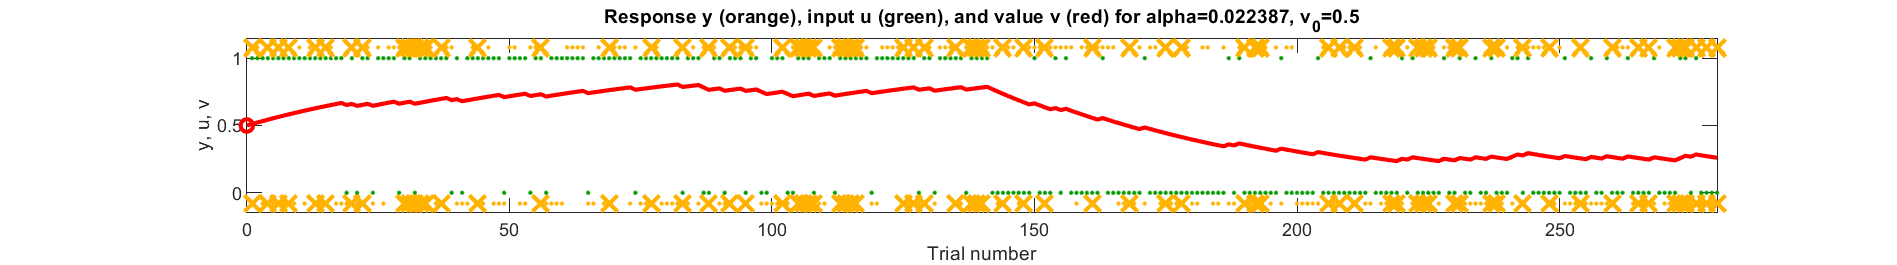 Response y (orange), input u (green), and value v (red) for alpha=0.022387, v0=0.5
y, u, v
1
0.5
0
0 50 100 150 200 250
Trial number